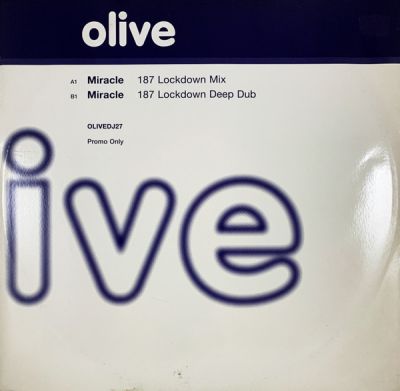 olive
A1 Miracle 187 Lockdown Mix
B1 Miracle 187 Lockdown Deep Dub
OLIVEDJ27
Promo Only
ive